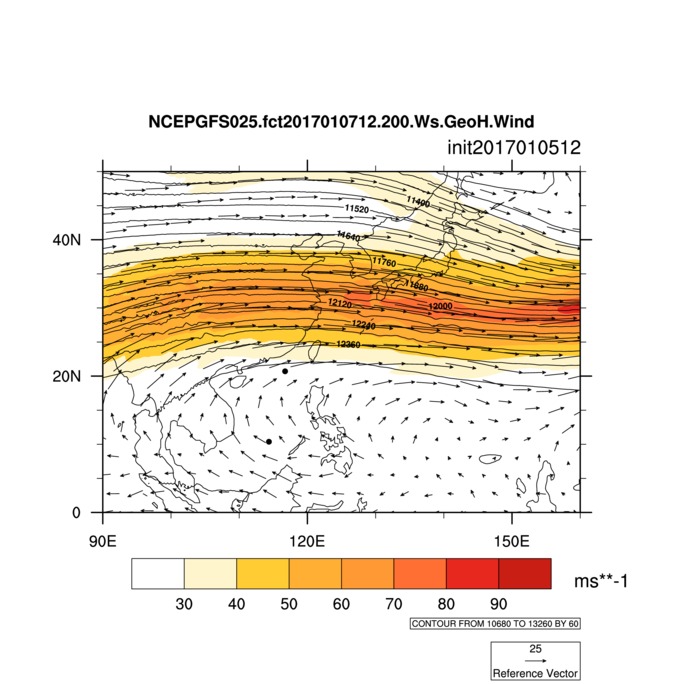 NCEPGFS025.fct2017010712.200.Ws.GeoH.Wind
init2017010512
11400
11520
11640
11760
11880
12000
12120
12240
12360
40N
20N
0
90E 120E 150E
30 40 50 60 70 80 90
ms**-1
CONTOUR FROM 10680 TO 13260 BY 60
25
Reference Vector